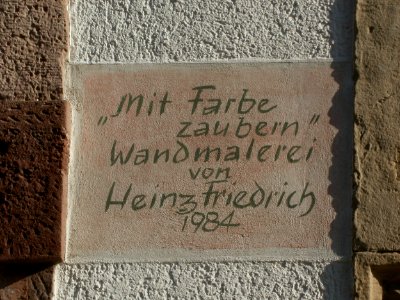 „Mit Farbe
zaubern"
Wandmalerei
von
Heinz Friedrich
1984